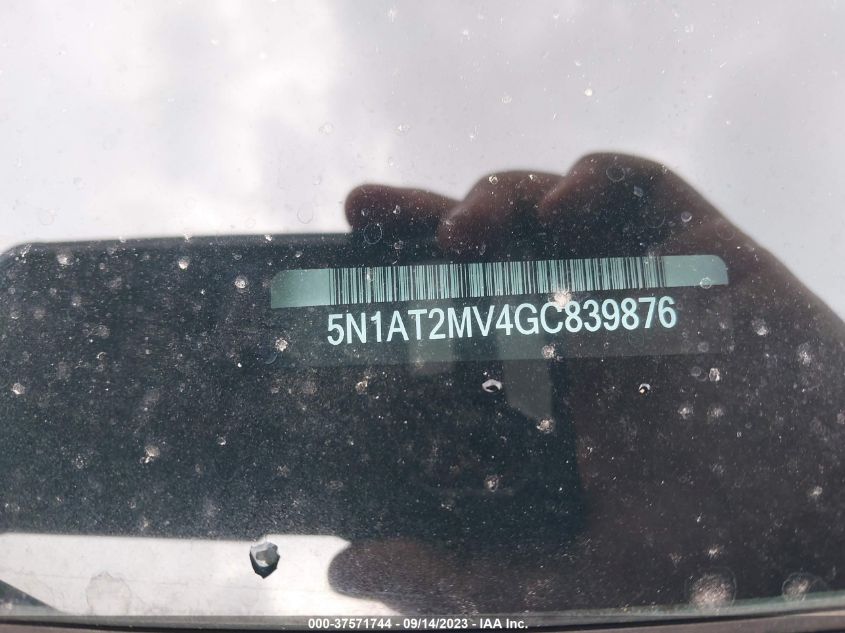 5N1AT2MV4GC839876
000-37571744 - 09/14/2023 - IAA Inc.